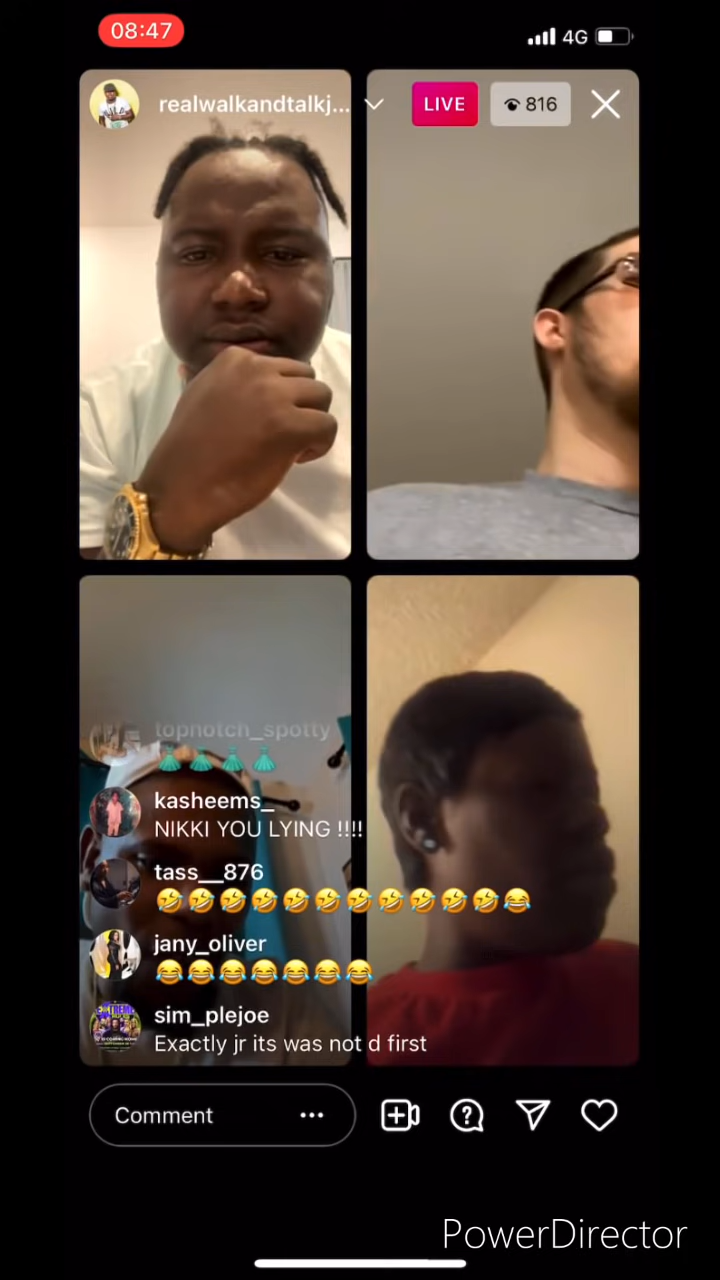 08:47
4G
realwalkandtalkj...
LIVE
816
topnotch_spotty
kasheems_
NIKKI YOU LYING !!!!
tass__876
🤣🤣🤣🤣🤣🤣🤣🤣🤣🤣🤣😂
jany_oliver
😂😂😂😂😂😂😂
sim_plejoe
Exactly jr its was not d first
Comment
PowerDirector